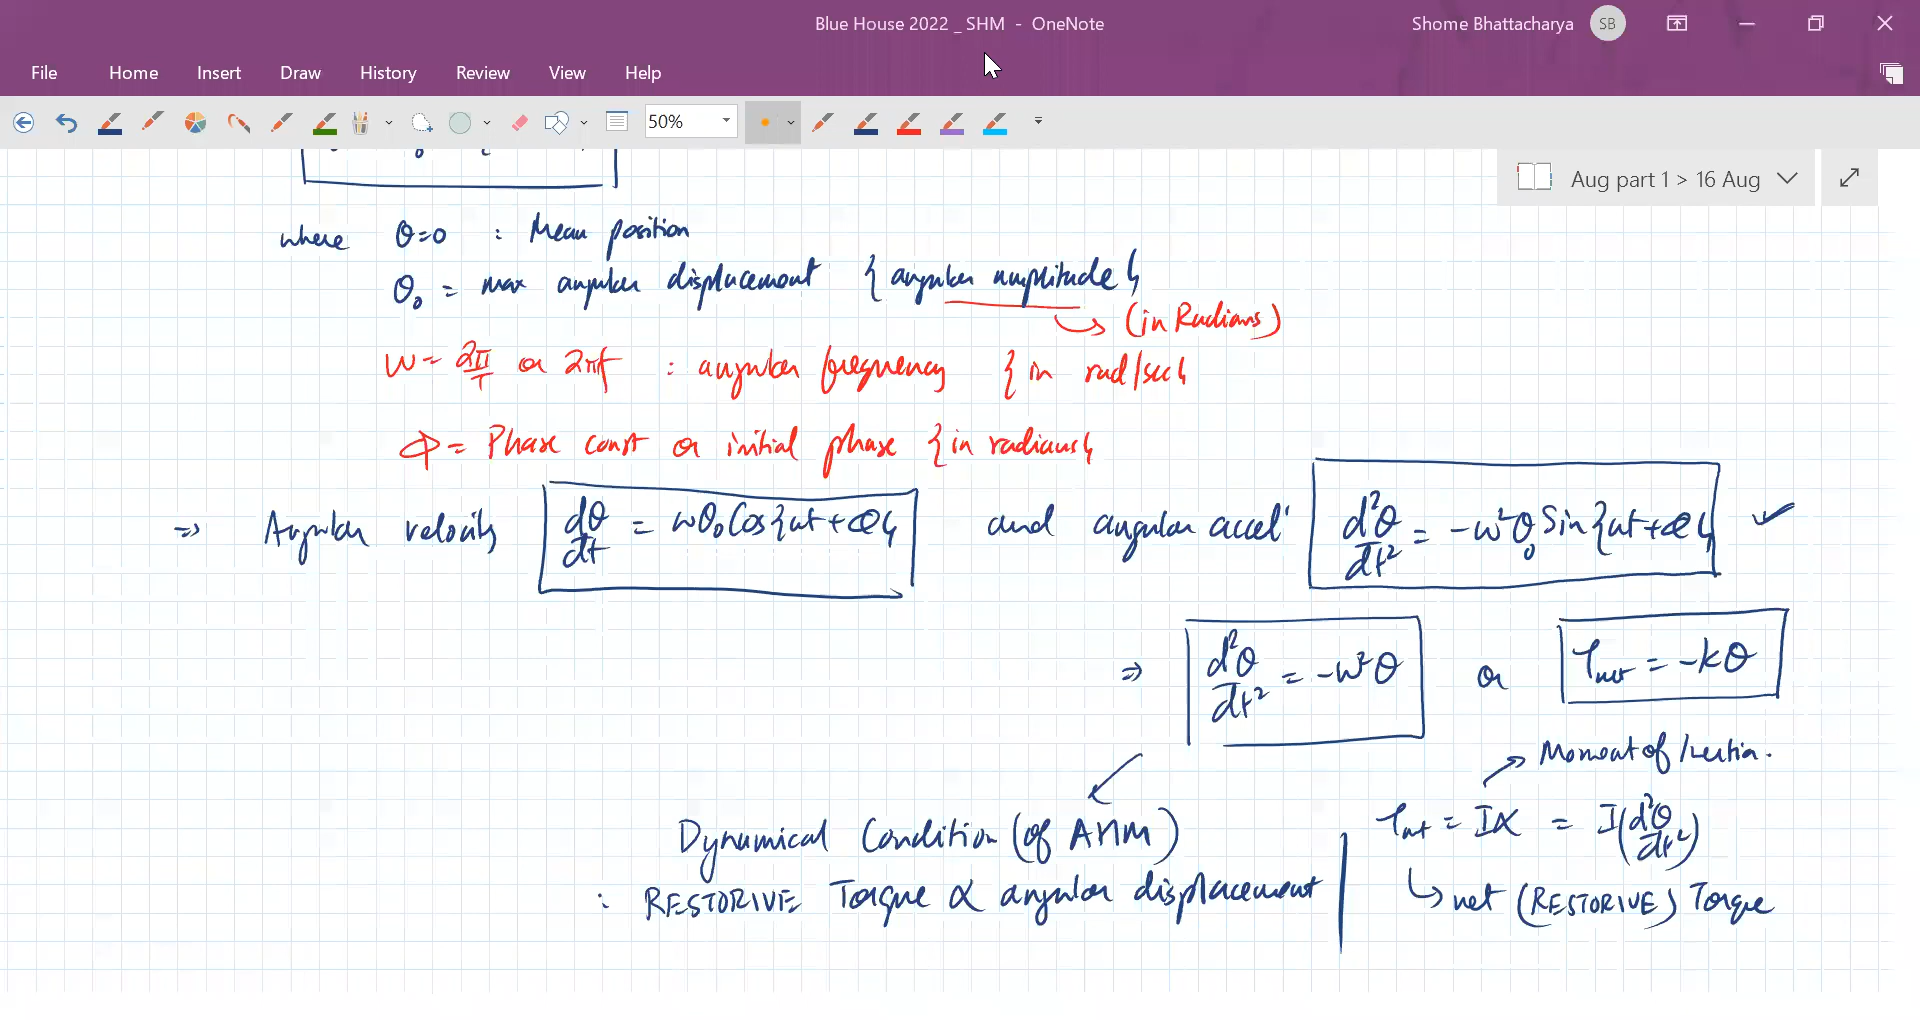 Blue House 2022 _ SHM - OneNote
Shome Bhattacharya
SB
File Home Insert Draw History Review View Help
50%
Aug part 1 > 16 Aug
where θ=0 : Mean position
θ₀ = max angular displacement {angular amplitude}
(in Radians)
ω = 2π/T or 2πf : angular frequency {in rad/sec}
Φ = Phase const or initial phase {in radians}
⇒ Angular velocity dθ/dt = ωθ₀Cos{ωt+Φ} and angular accelⁿ d²θ/dt² = -ω²θ₀Sin{ωt+Φ} ✓
⇒ d²θ/dt² = -ω²θ or τnet = -kθ
→ Moment of Inertia.
Dynamical Condition (of AHM)
τnet = Iα = I(d²θ/dt²)
: RESTORIVE Torque α angular displacement
↳ net (RESTORIVE) Torque